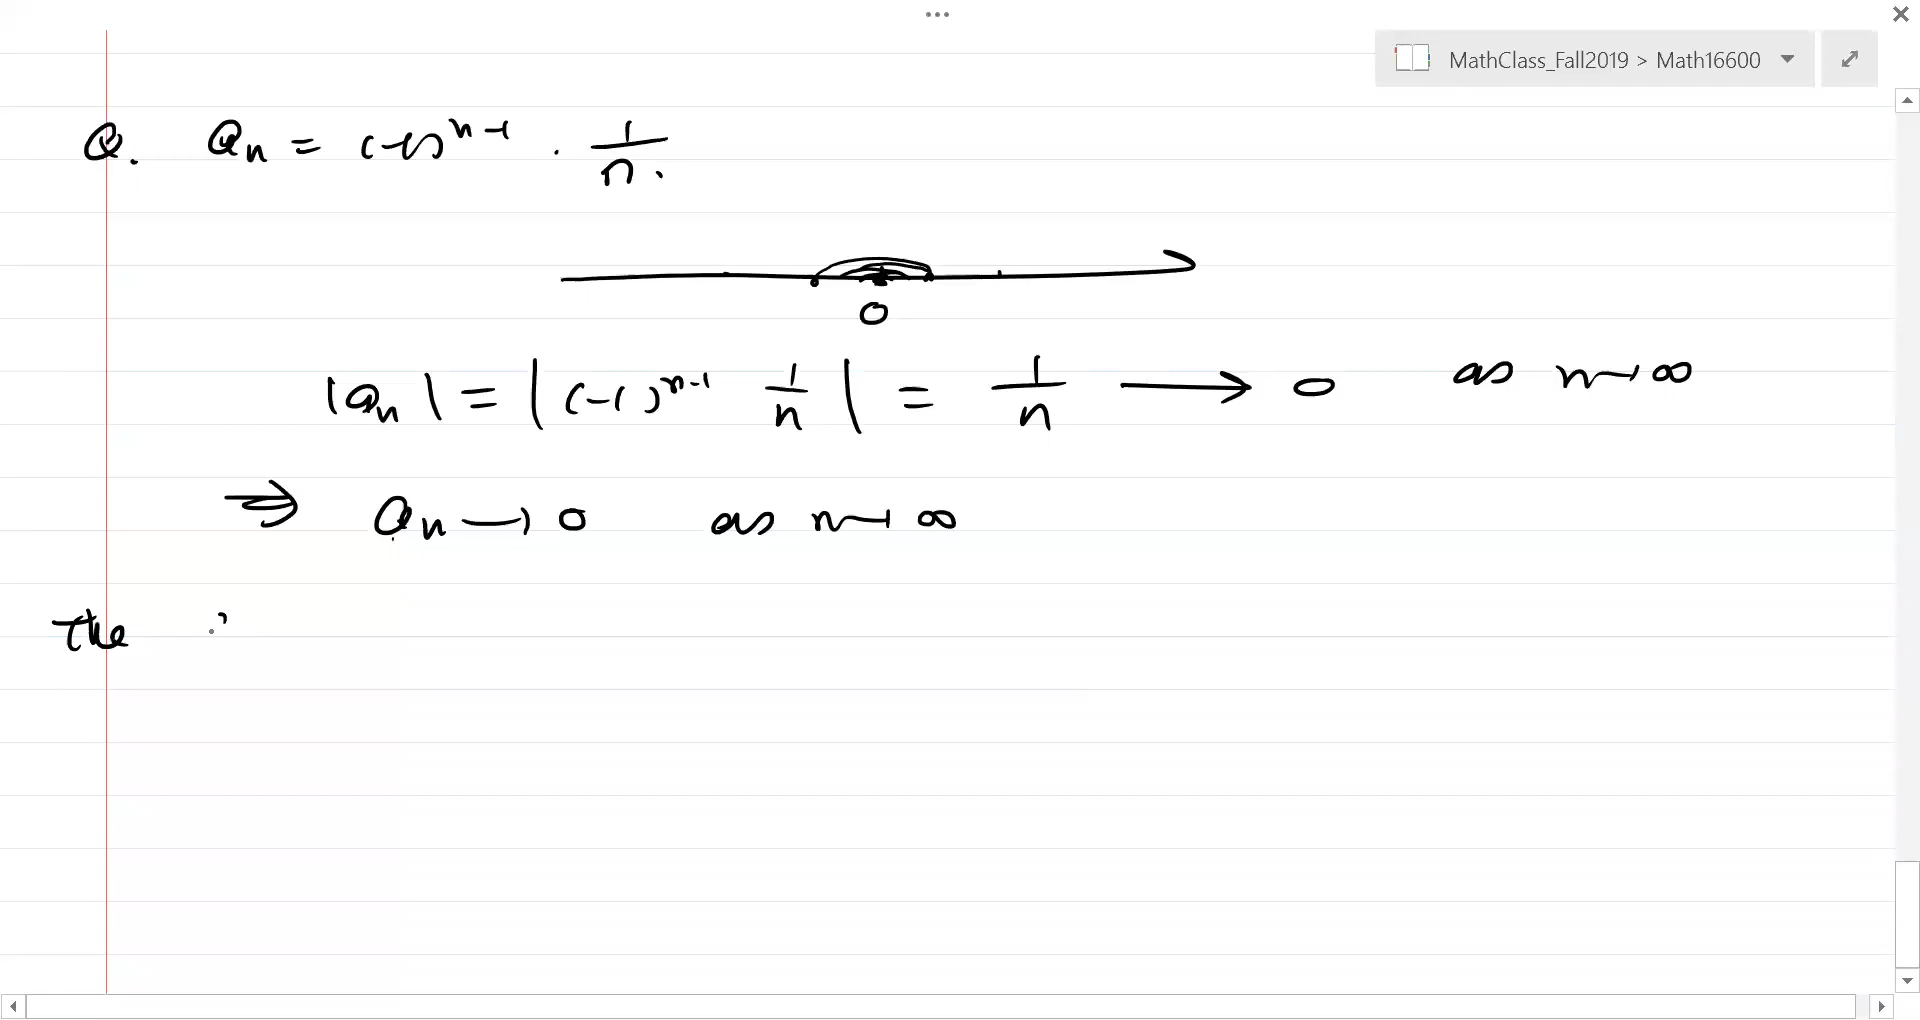 MathClass_Fall2019 > Math16600
Q. aₙ = (-1)ⁿ⁻¹ · 1/n.
0
|aₙ| = |(-1)ⁿ⁻¹ 1/n| = 1/n → 0 as n→∞
⇒ aₙ → 0 as n→∞
The